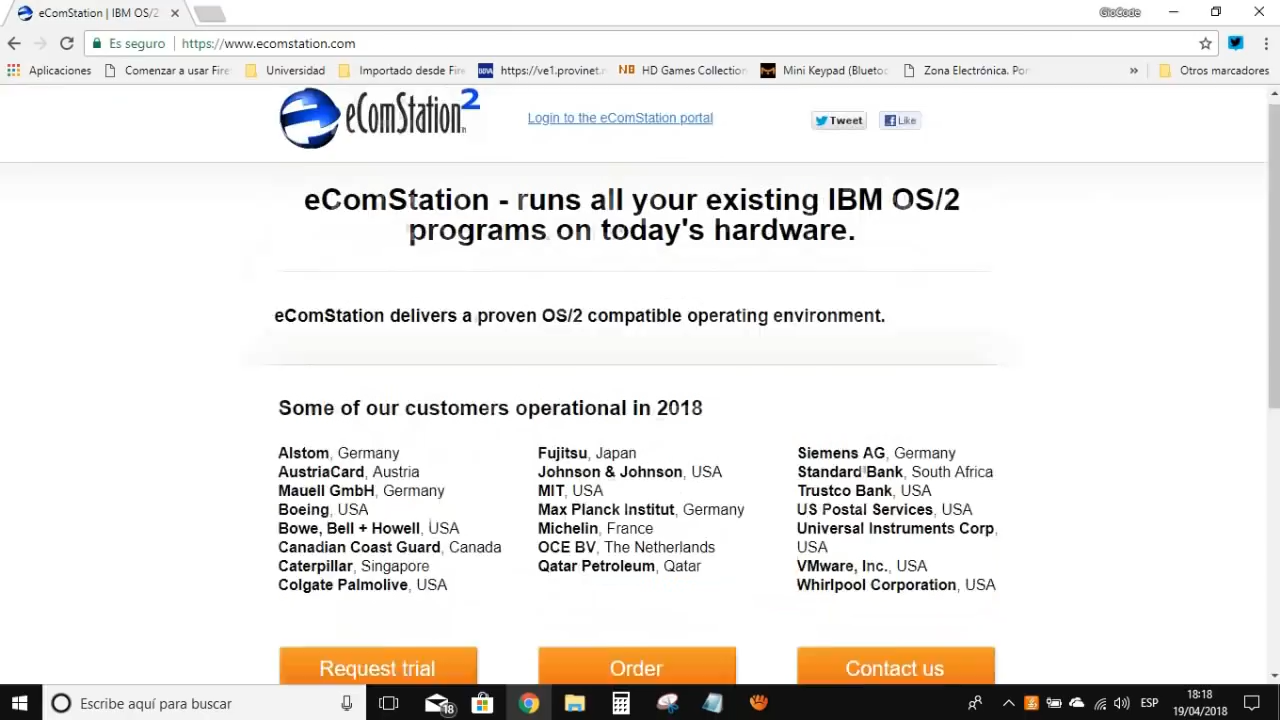 eComStation | IBM OS/2
GioCode
Es seguro
https://www.ecomstation.com
Aplicaciones
Comenzar a usar Fire
Universidad
Importado desde Fire
https://ve1.provinet.n
HD Games Collection
Mini Keypad (Bluetoo
Zona Electrónica. Por
»
Otros marcadores
eComStation 2
Login to the eComStation portal
Tweet
Like
eComStation - runs all your existing IBM OS/2
programs on today's hardware.
eComStation delivers a proven OS/2 compatible operating environment.
Some of our customers operational in 2018
Alstom, Germany
AustriaCard, Austria
Mauell GmbH, Germany
Boeing, USA
Bowe, Bell + Howell, USA
Canadian Coast Guard, Canada
Caterpillar, Singapore
Colgate Palmolive, USA
Fujitsu, Japan
Johnson & Johnson, USA
MIT, USA
Max Planck Institut, Germany
Michelin, France
OCE BV, The Netherlands
Qatar Petroleum, Qatar
Siemens AG, Germany
Standard Bank, South Africa
Trustco Bank, USA
US Postal Services, USA
Universal Instruments Corp,
USA
VMware, Inc., USA
Whirlpool Corporation, USA
Request trial
Order
Contact us
Escribe aquí para buscar
18
ESP
18:18
19/04/2018